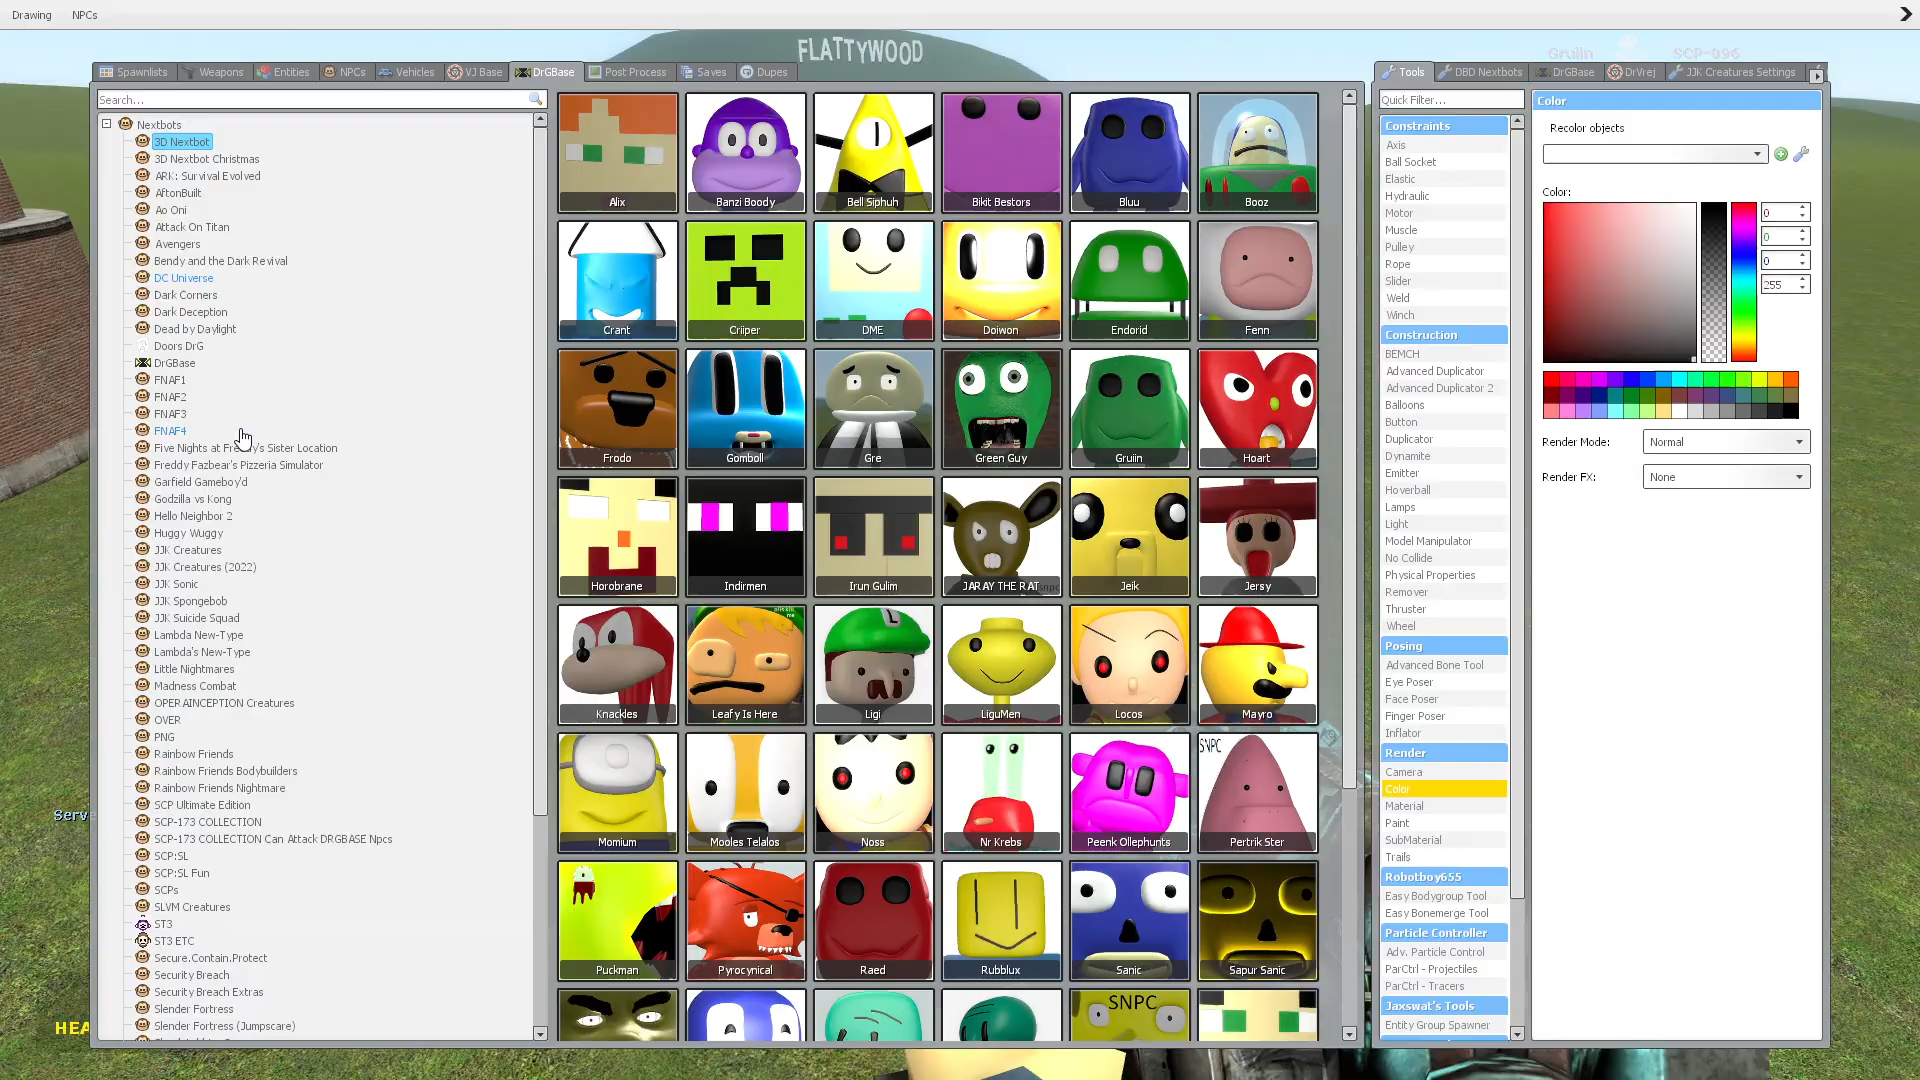 Drawing NPCs
FLATTYWOOD
Gruiin SCP-096
Spawnlists Weapons Entities NPCs Vehicles VJ Base DrGBase Post Process Saves Dupes
Tools DBD Nextbots DrGBase DrVrej JJK Creatures Settings
Search...
Nextbots
3D Nextbot
3D Nextbot Christmas
ARK: Survival Evolved
AftonBuilt
Ao Oni
Attack On Titan
Avengers
Bendy and the Dark Revival
DC Universe
Dark Corners
Dark Deception
Dead by Daylight
Doors DrG
DrGBase
FNAF1
FNAF2
FNAF3
FNAF4
Five Nights at Freddy's Sister Location
Freddy Fazbear's Pizzeria Simulator
Garfield Gameboy'd
Godzilla vs Kong
Hello Neighbor 2
Huggy Wuggy
JJK Creatures
JJK Creatures (2022)
JJK Sonic
JJK Spongebob
JJK Suicide Squad
Lambda New-Type
Lambda's New-Type
Little Nightmares
Madness Combat
OPERAINCEPTION Creatures
OVER
PNG
Rainbow Friends
Rainbow Friends Bodybuilders
Rainbow Friends Nightmare
SCP Ultimate Edition
SCP-173 COLLECTION
SCP-173 COLLECTION Can Attack DRGBASE Npcs
SCP:SL
SCP:SL Fun
SCPs
SLVM Creatures
ST3
ST3 ETC
Secure.Contain.Protect
Security Breach
Security Breach Extras
Slender Fortress
Slender Fortress (Jumpscare)
Serv
HEA
Alix Banzi Boody Bell Siphuh Bikit Bestors Bluu Booz
Crant Criiper DME Doiwon Endorid Fenn
Frodo Gomboll Gre Green Guy Gruiin Hoart
Horobrane Indirmen Irun Gulim JARAY THE RAT Jeik Jersy
Knackles Leafy Is Here Ligi LiguMen Locos Mayro
SNPC
Momium Mooles Telalos Noss Nr Krebs Peenk Ollephunts Pertrik Ster
Puckman Pyrocynical Raed Rubblux Sanic Sapur Sanic
SNPC
Quick Filter...
Constraints
Axis
Ball Socket
Elastic
Hydraulic
Motor
Muscle
Pulley
Rope
Slider
Weld
Winch
Construction
BEMCH
Advanced Duplicator
Advanced Duplicator 2
Balloons
Button
Duplicator
Dynamite
Emitter
Hoverball
Lamps
Light
Model Manipulator
No Collide
Physical Properties
Remover
Thruster
Wheel
Posing
Advanced Bone Tool
Eye Poser
Face Poser
Finger Poser
Inflator
Render
Camera
Color
Material
Paint
SubMaterial
Trails
Robotboy655
Easy Bodygroup Tool
Easy Bonemerge Tool
Particle Controller
Adv. Particle Control
ParCtrl - Projectiles
ParCtrl - Tracers
Jaxswat's Tools
Entity Group Spawner
Color
Recolor objects
Color:
0
0
0
255
Render Mode: Normal
Render FX: None